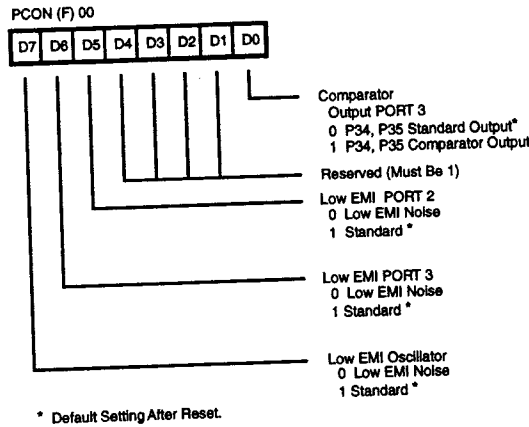 PCON (F) 00
D7 D6 D5 D4 D3 D2 D1 D0
Comparator
Output PORT 3
0 P34, P35 Standard Output*
1 P34, P35 Comparator Output
Reserved (Must Be 1)
Low EMI PORT 2
0 Low EMI Noise
1 Standard *
Low EMI PORT 3
0 Low EMI Noise
1 Standard *
Low EMI Oscillator
0 Low EMI Noise
1 Standard *
* Default Setting After Reset.